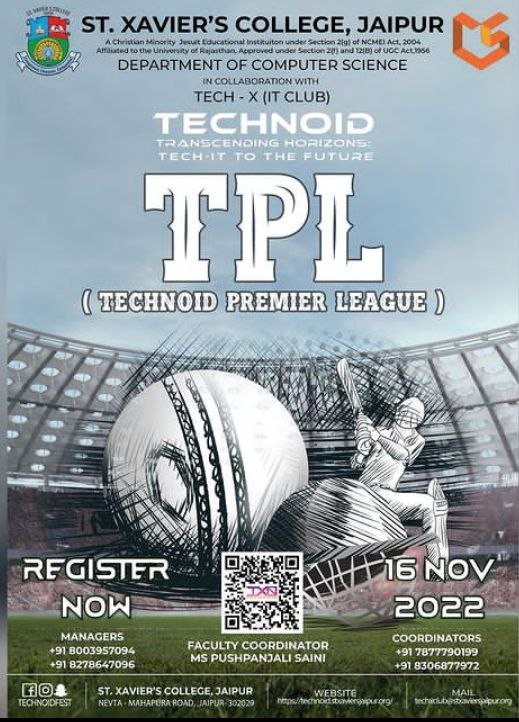 ST. XAVIER'S COLLEGE, JAIPUR
A Christian Minority Jesuit Educational Instituiton under Section 2(g) of NCMEI Act, 2004
Affiliated to the University of Rajasthan, Approved under Section 2(f) and 12(B) of UGC Act,1956
DEPARTMENT OF COMPUTER SCIENCE
IN COLLABORATION WITH
TECH - X (IT CLUB)
TECHNOID
TRANSCENDING HORIZONS:
TECH-IT TO THE FUTURE
TPL
( TECHNOID PREMIER LEAGUE )
REGISTER
NOW
MANAGERS
+91 8003957094
+91 8278647096
TXN
FACULTY COORDINATOR
MS PUSHPANJALI SAINI
16 NOV
2022
COORDINATORS
+91 7877790199
+91 8306877972
TECHNOIDFEST
ST. XAVIER'S COLLEGE, JAIPUR
NEVTA - MAHAPURA ROAD, JAIPUR- 302029
WEBSITE
https://technoid.stxaviersjaipur.org/
MAIL
techxclub@stxaviersjaipur.org